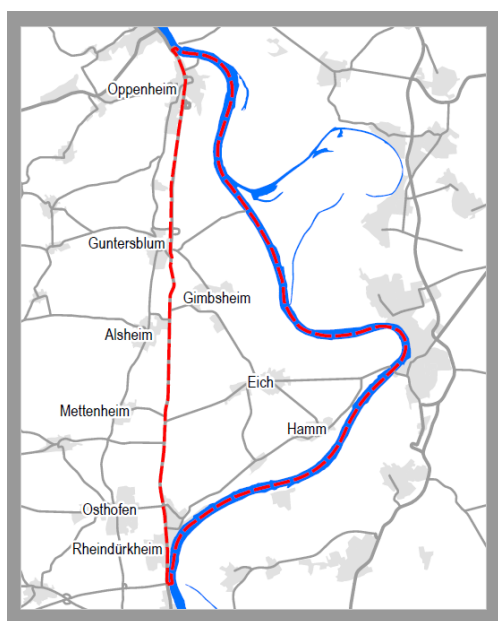 Oppenheim
Guntersblum
Gimbsheim
Alsheim
Eich
Mettenheim
Hamm
Osthofen
Rheindürkheim